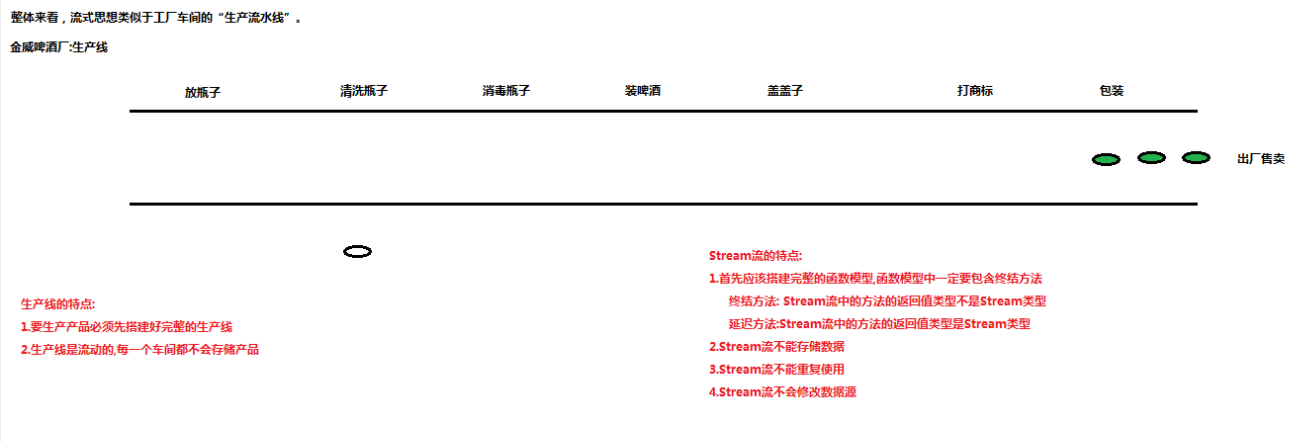 整体来看，流式思想类似于工厂车间的“生产流水线”。
金威啤酒厂:生产线
放瓶子 清洗瓶子 消毒瓶子 装啤酒 盖盖子 打商标 包装
出厂售卖
生产线的特点:
1.要生产产品必须先搭建好完整的生产线
2.生产线是流动的,每一个车间都不会存储产品
Stream流的特点:
1.首先应该搭建完整的函数模型,函数模型中一定要包含终结方法
终结方法: Stream流中的方法的返回值类型不是Stream类型
延迟方法:Stream流中的方法的返回值类型是Stream类型
2.Stream流不能存储数据
3.Stream流不能重复使用
4.Stream流不会修改数据源